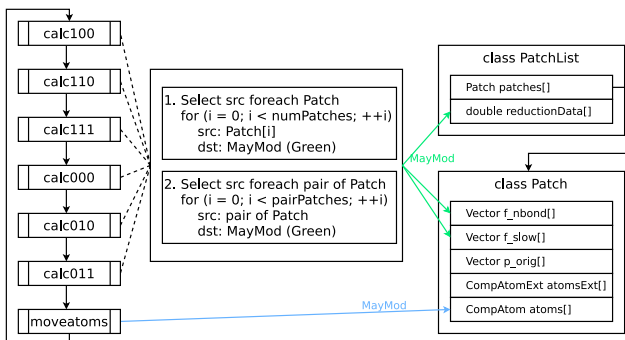 calc100
calc110
calc111
calc000
calc010
calc011
moveatoms
1. Select src foreach Patch
for (i = 0; i < numPatches; ++i)
src: Patch[i]
dst: MayMod (Green)
2. Select src foreach pair of Patch
for (i = 0; i < pairPatches; ++i)
src: pair of Patch
dst: MayMod (Green)
MayMod
MayMod
class PatchList
Patch patches[]
double reductionData[]
class Patch
Vector f_nbond[]
Vector f_slow[]
Vector p_orig[]
CompAtomExt atomsExt[]
CompAtom atoms[]